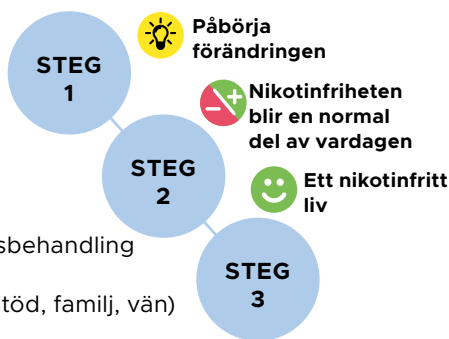 STEG
1
Påbörja
förändringen
STEG
2
Nikotinfriheten
blir en normal
del av vardagen
STEG
3
Ett nikotinfritt
liv
sbehandling
töd, familj, vän)